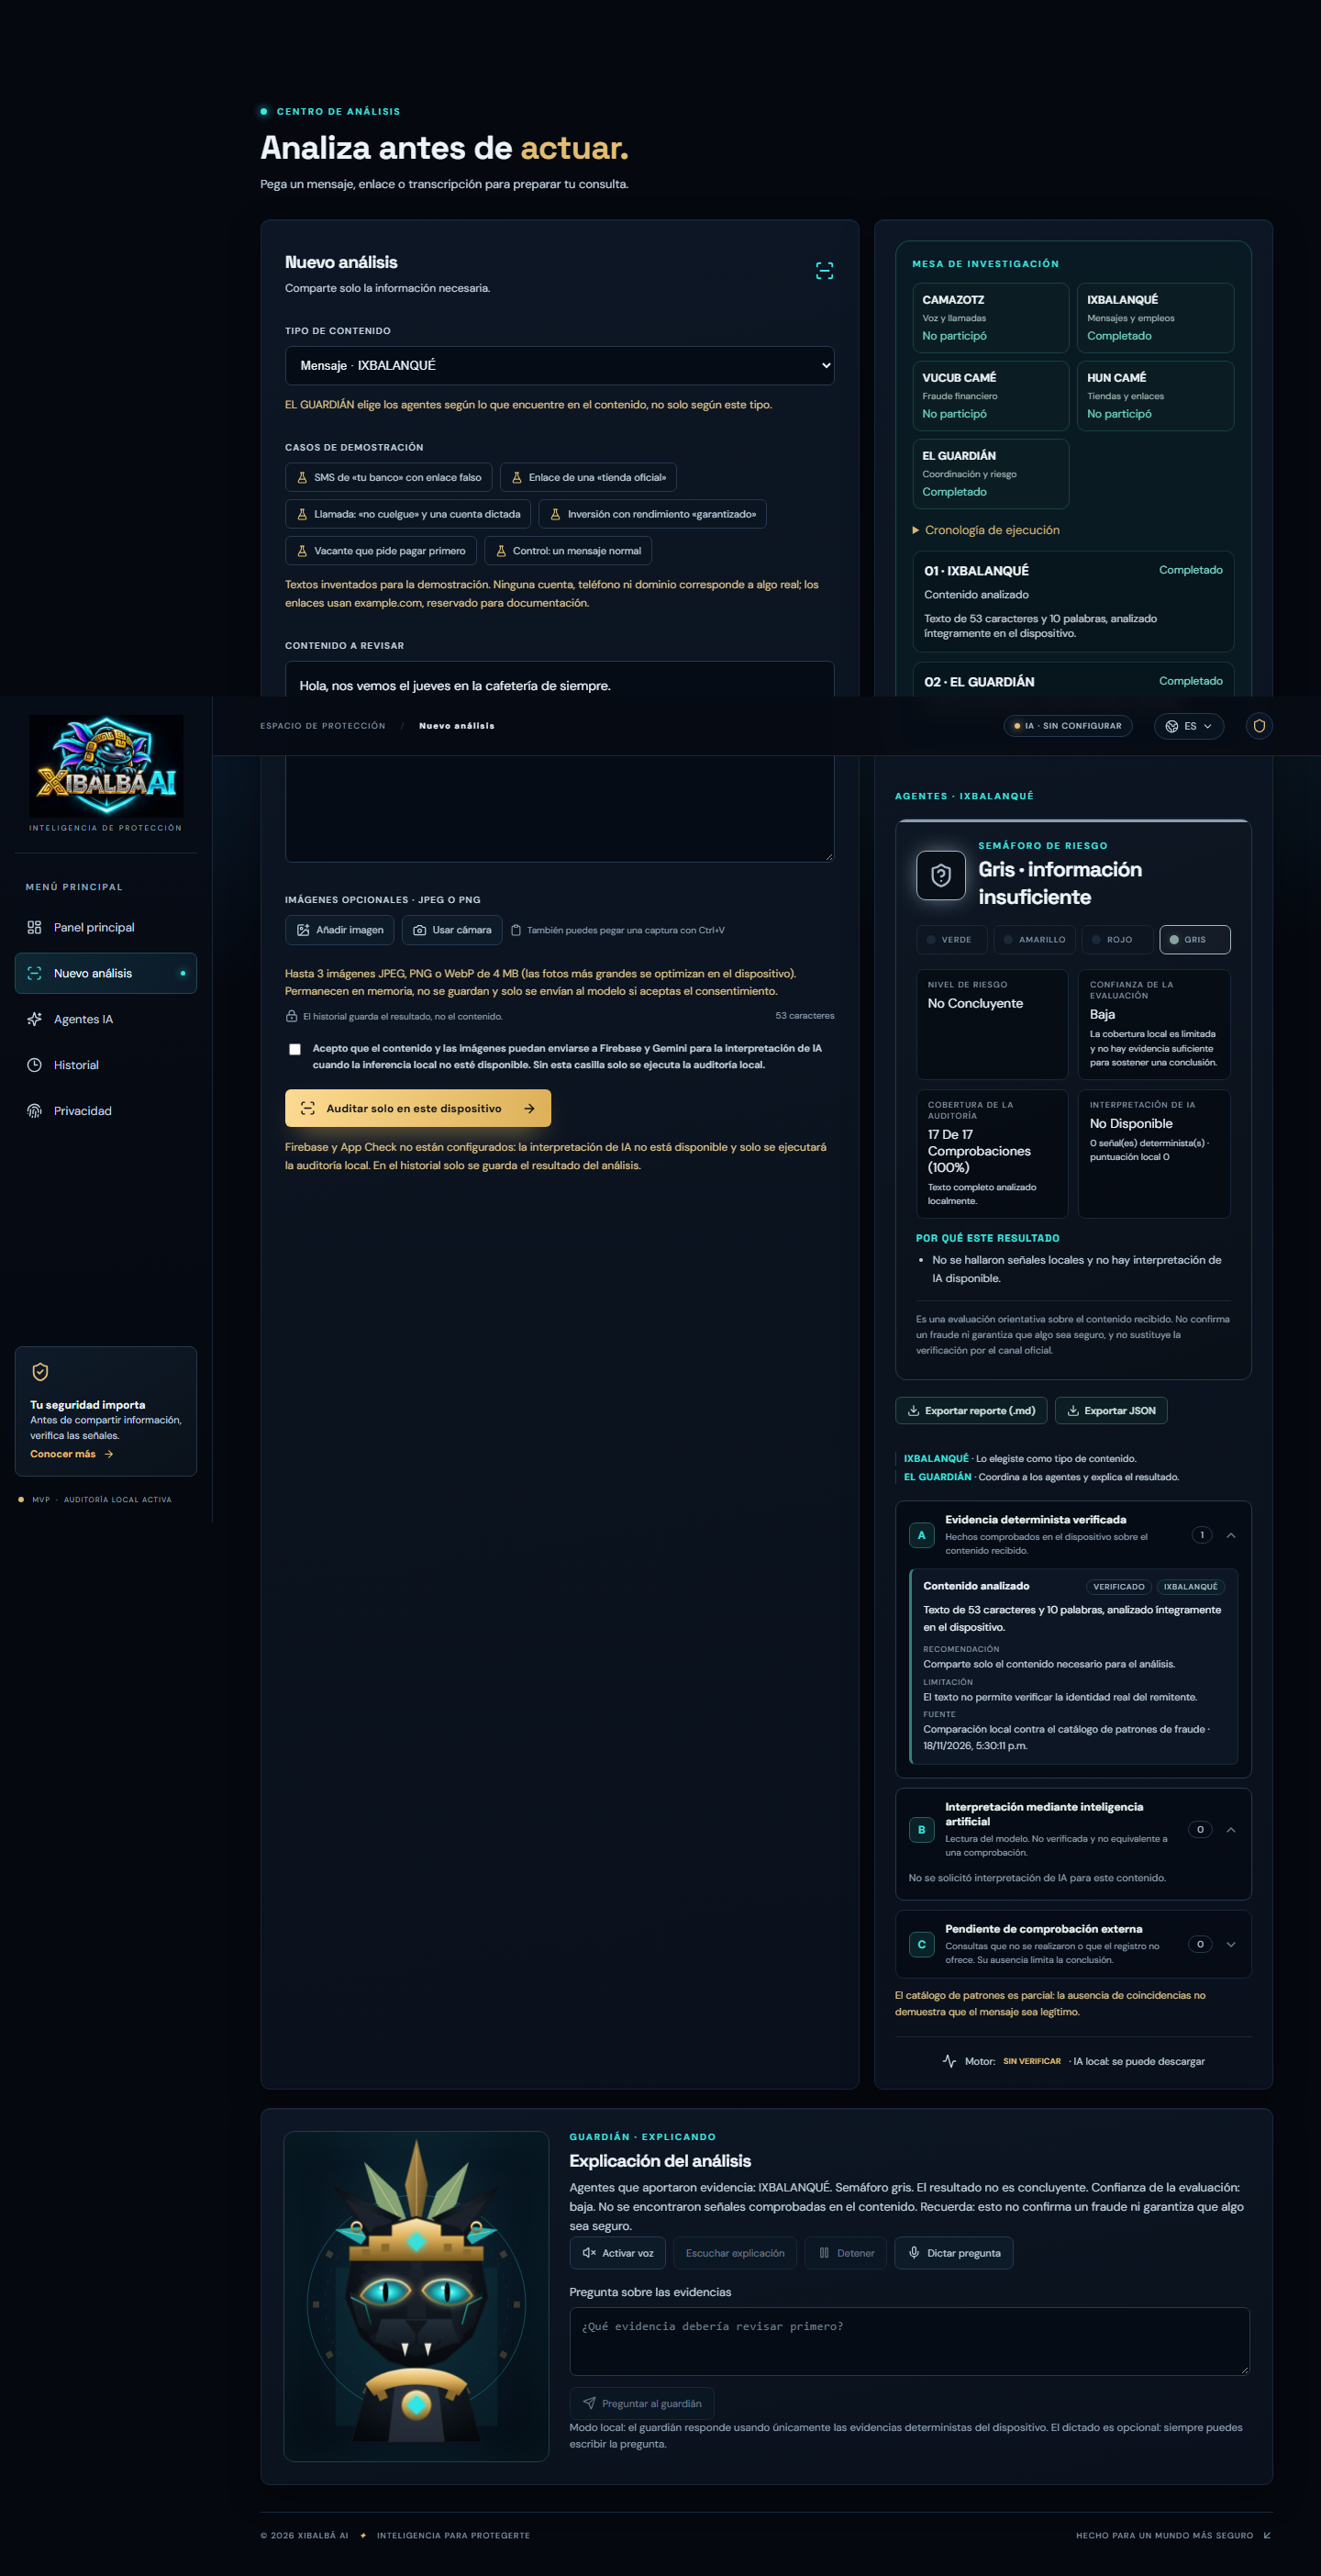 CENTRO DE ANÁLISIS
Analiza antes de actuar.
Pega un mensaje, enlace o transcripción para preparar tu consulta.
Nuevo análisis
Comparte solo la información necesaria.
TIPO DE CONTENIDO
Mensaje · IXBALANQUÉ
EL GUARDIÁN elige los agentes según lo que encuentre en el contenido, no solo según este tipo.
CASOS DE DEMOSTRACIÓN
SMS de «tu banco» con enlace falso
Enlace de una «tienda oficial»
Llamada: «no cuelgue» y una cuenta dictada
Inversión con rendimiento «garantizado»
Vacante que pide pagar primero
Control: un mensaje normal
Textos inventados para la demostración. Ninguna cuenta, teléfono ni dominio corresponde a algo real; los
enlaces usan example.com, reservado para documentación.
CONTENIDO A REVISAR
Hola, nos vemos el jueves en la cafetería de siempre.
MESA DE INVESTIGACIÓN
CAMAZOTZ
Voz y llamadas
No participó
IXBALANQUÉ
Mensajes y empleos
Completado
VUCUB CAMÉ
Fraude financiero
No participó
HUN CAMÉ
Tiendas y enlaces
No participó
EL GUARDIÁN
Coordinación y riesgo
Completado
Cronología de ejecución
01 · IXBALANQUÉ
Completado
Contenido analizado
Texto de 53 caracteres y 10 palabras, analizado
íntegramente en el dispositivo.
02 · EL GUARDIÁN
Completado
XIBALBÁ AI
INTELIGENCIA DE PROTECCIÓN
ESPACIO DE PROTECCIÓN / Nuevo análisis
IA · SIN CONFIGURAR
ES
MENÚ PRINCIPAL
Panel principal
Nuevo análisis
Agentes IA
Historial
Privacidad
Tu seguridad importa
Antes de compartir información,
verifica las señales.
Conocer más
MVP · AUDITORÍA LOCAL ACTIVA
IMÁGENES OPCIONALES · JPEG O PNG
Añadir imagen
Usar cámara
También puedes pegar una captura con Ctrl+V
Hasta 3 imágenes JPEG, PNG o WebP de 4 MB (las fotos más grandes se optimizan en el dispositivo).
Permanecen en memoria, no se guardan y solo se envían al modelo si aceptas el consentimiento.
El historial guarda el resultado, no el contenido.
53 caracteres
Acepto que el contenido y las imágenes puedan enviarse a Firebase y Gemini para la interpretación de IA
cuando la inferencia local no esté disponible. Sin esta casilla solo se ejecuta la auditoría local.
Auditar solo en este dispositivo
Firebase y App Check no están configurados: la interpretación de IA no está disponible y solo se ejecutará
la auditoría local. En el historial solo se guarda el resultado del análisis.
AGENTES · IXBALANQUÉ
SEMÁFORO DE RIESGO
Gris · información
insuficiente
VERDE
AMARILLO
ROJO
GRIS
NIVEL DE RIESGO
No Concluyente
CONFIANZA DE LA
EVALUACIÓN
Baja
La cobertura local es limitada
y no hay evidencia suficiente
para sostener una conclusión.
COBERTURA DE LA
AUDITORÍA
17 De 17
Comprobaciones
(100%)
Texto completo analizado
localmente.
INTERPRETACIÓN DE IA
No Disponible
0 señal(es) determinista(s) ·
puntuación local 0
POR QUÉ ESTE RESULTADO
No se hallaron señales locales y no hay interpretación de
IA disponible.
Es una evaluación orientativa sobre el contenido recibido. No confirma
un fraude ni garantiza que algo sea seguro, y no sustituye la
verificación por el canal oficial.
Exportar reporte (.md)
Exportar JSON
IXBALANQUÉ · Lo elegiste como tipo de contenido.
EL GUARDIÁN · Coordina a los agentes y explica el resultado.
A
Evidencia determinista verificada
Hechos comprobados en el dispositivo sobre el
contenido recibido.
1
Contenido analizado
VERIFICADO
IXBALANQUÉ
Texto de 53 caracteres y 10 palabras, analizado íntegramente
en el dispositivo.
RECOMENDACIÓN
Comparte solo el contenido necesario para el análisis.
LIMITACIÓN
El texto no permite verificar la identidad real del remitente.
FUENTE
Comparación local contra el catálogo de patrones de fraude ·
18/11/2026, 5:30:11 p.m.
B
Interpretación mediante inteligencia
artificial
Lectura del modelo. No verificada y no equivalente a
una comprobación.
0
No se solicitó interpretación de IA para este contenido.
C
Pendiente de comprobación externa
Consultas que no se realizaron o que el registro no
ofrece. Su ausencia limita la conclusión.
0
El catálogo de patrones es parcial: la ausencia de coincidencias no
demuestra que el mensaje sea legítimo.
Motor: SIN VERIFICAR · IA local: se puede descargar
GUARDIÁN · EXPLICANDO
Explicación del análisis
Agentes que aportaron evidencia: IXBALANQUÉ. Semáforo gris. El resultado no es concluyente. Confianza de la evaluación:
baja. No se encontraron señales comprobadas en el contenido. Recuerda: esto no confirma un fraude ni garantiza que algo
sea seguro.
Activar voz
Escuchar explicación
Detener
Dictar pregunta
Pregunta sobre las evidencias
¿Qué evidencia debería revisar primero?
Preguntar al guardián
Modo local: el guardián responde usando únicamente las evidencias deterministas del dispositivo. El dictado es opcional: siempre puedes
escribir la pregunta.
© 2026 XIBALBÁ AI ✦ INTELIGENCIA PARA PROTEGERTE
HECHO PARA UN MUNDO MÁS SEGURO